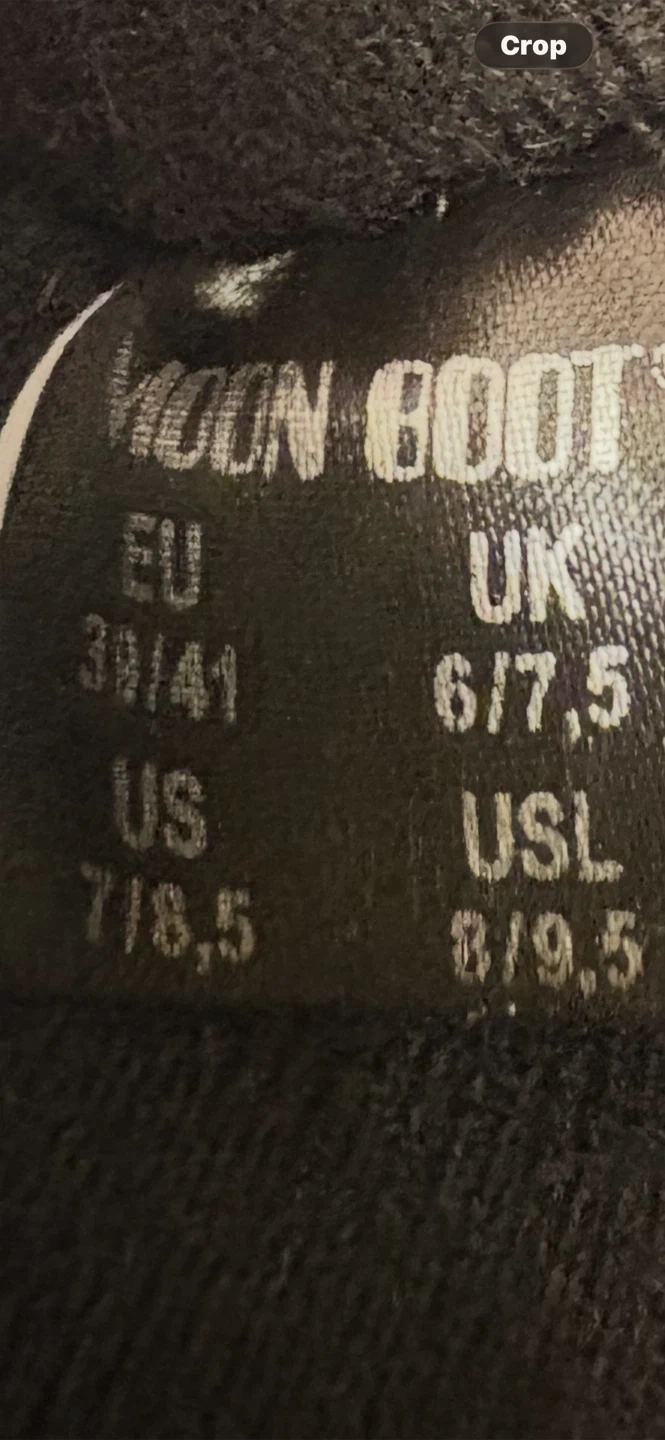 Crop
MOON BOOT
EU UK
39/41 6/7,5
US USL
7/8,5 8/9,5